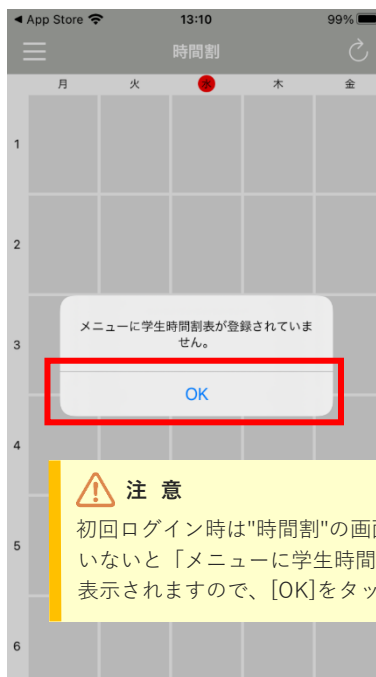 ◀ App Store 13:10 99%
時間割
月 火 水 木 金
1
2
メニューに学生時間割表が登録されていま
3
せん。
OK
4
注 意
初回ログイン時は"時間割"の画
5
いないと「メニューに学生時間
表示されますので、[OK]をタッ
6